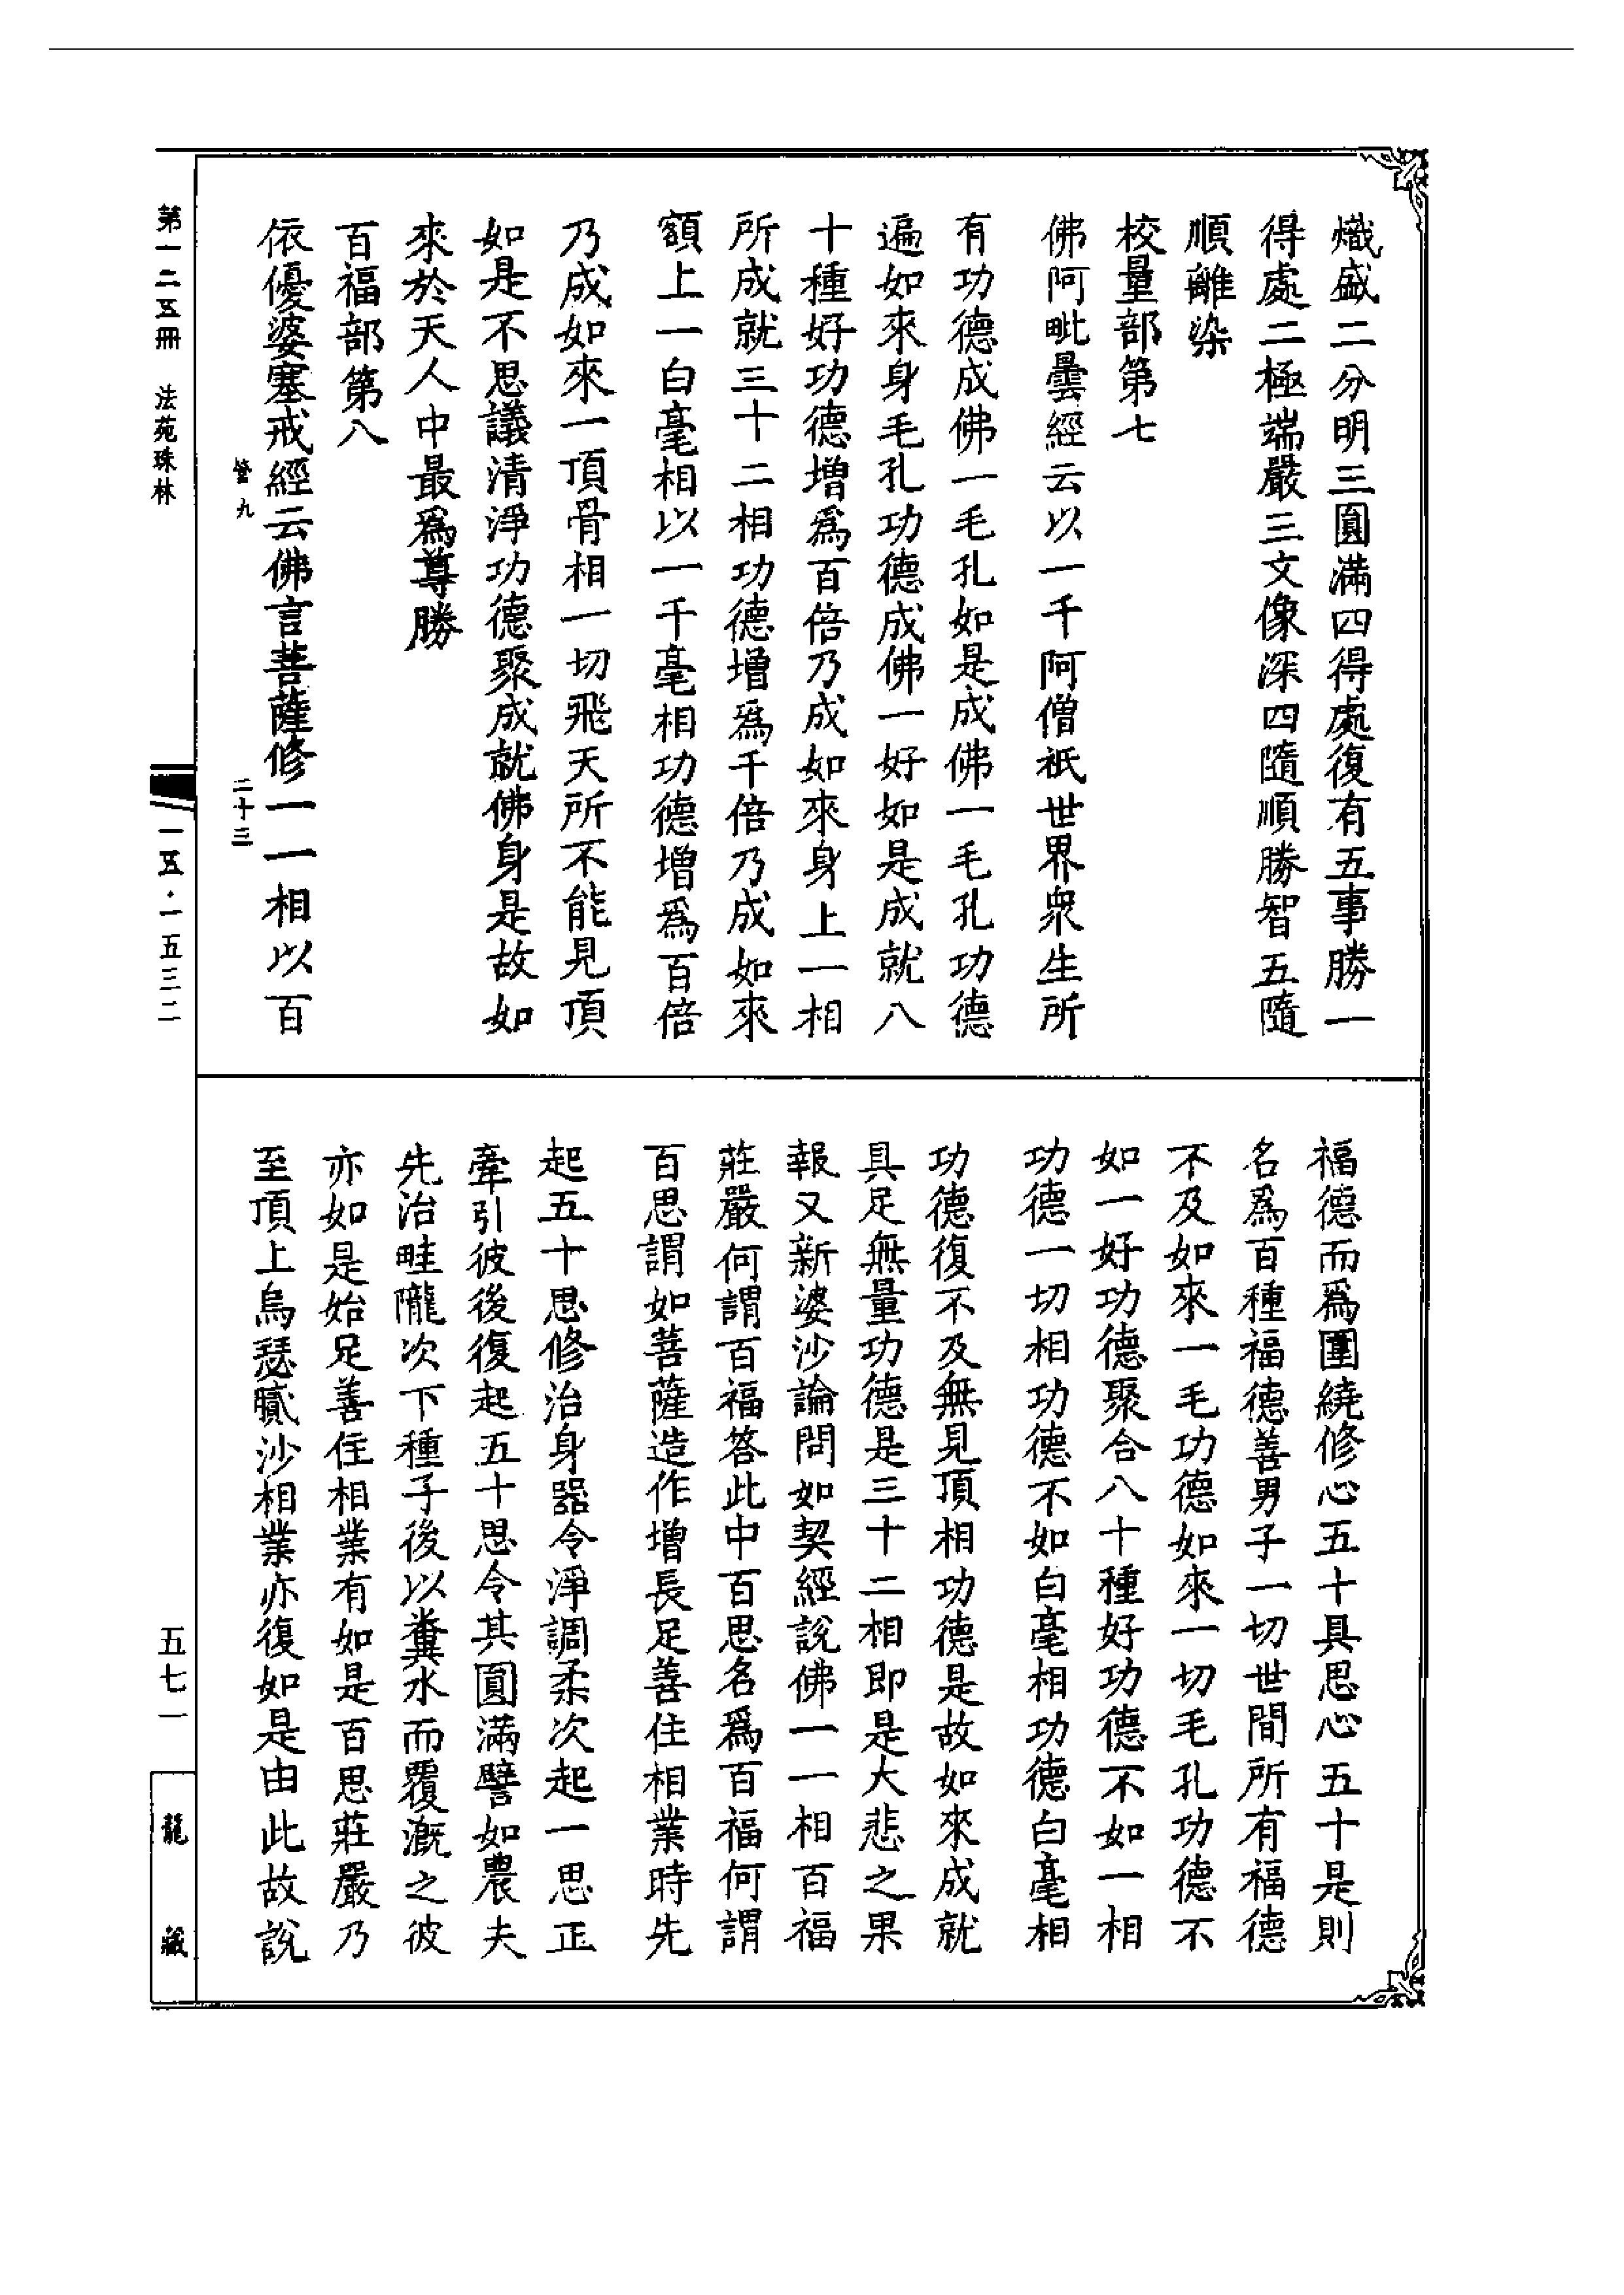 熾盛二分明三圓滿四得處復有五事勝一
得處二極端嚴三文像深四隨順勝智五隨
順離染
校量部第七
佛阿毗曇經云以一千阿僧祇世界衆生所
有功德成佛一毛孔如是成佛一毛孔功德
遍如來身毛孔功德成佛一好如是成就八
十種好功德增爲百倍乃成如來身上一相
所成就三十二相功德增爲千倍乃成如來
額上一白毫相以一千毫相功德增爲百倍
乃成如來一頂骨相一切飛天所不能見頂
如是不思議清淨功德聚成就佛身是故如
來於天人中最爲尊勝
百福部第八
依優婆塞戒經云佛言菩薩修一一相以百
福德而爲圍繞修心五十具思心五十是則
名爲百種福德善男子一切世間所有福德
不及如來一毛功德如來一切毛孔功德不
如一好功德聚合八十種好功德不如一相
功德一切相功德不如白毫相功德白毫相
功德復不及無見頂相功德是故如來成就
具足無量功德是三十二相即是大悲之果
報又新婆沙論問如契經說佛一一相百福
莊嚴何謂百福答此中百思名爲百福何謂
百思謂如菩薩造作增長足善住相業時先
起五十思修治身器令淨調柔次起一思正
牽引彼後復起五十思令其圓滿譬如農夫
先治畦隴次下種子後以糞水而覆溉之彼
亦如是始足善住相業有如是百思莊嚴乃
至頂上烏瑟膩沙相業亦復如是由此故說
營九
二十三
第一二五冊 法苑珠林
一五·一五三二
五七一
龍藏